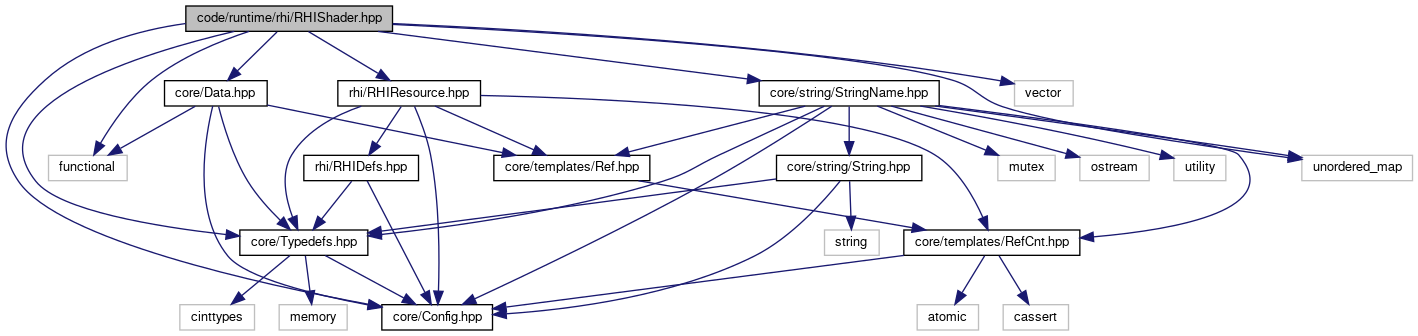 code/runtime/rhi/RHIShader.hpp
core/Data.hpp
rhi/RHIResource.hpp
core/string/StringName.hpp
vector
functional
rhi/RHIDefs.hpp
core/templates/Ref.hpp
core/string/String.hpp
mutex
ostream
utility
unordered_map
core/Typedefs.hpp
string
core/templates/RefCnt.hpp
cinttypes
memory
core/Config.hpp
atomic
cassert